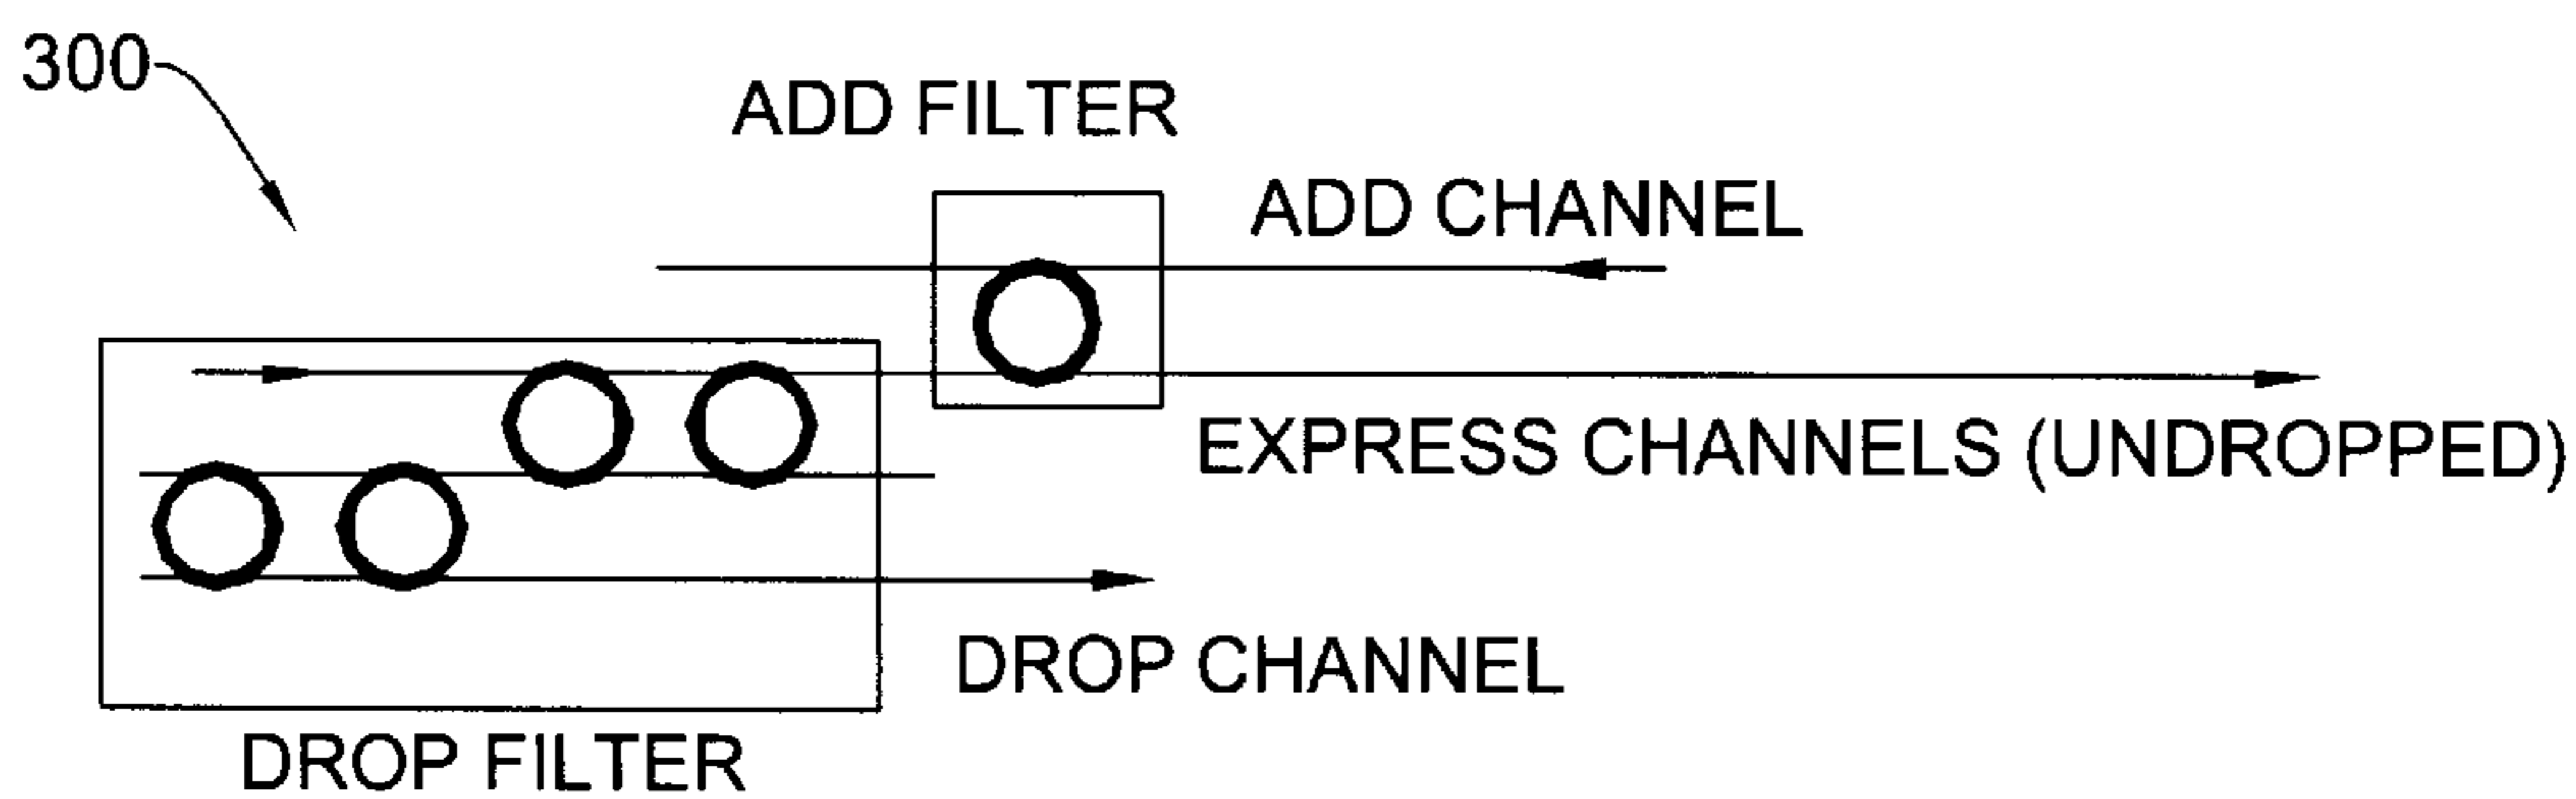 300
ADD FILTER
ADD CHANNEL
EXPRESS CHANNELS (UNDROPPED)
DROP CHANNEL
DROP FILTER